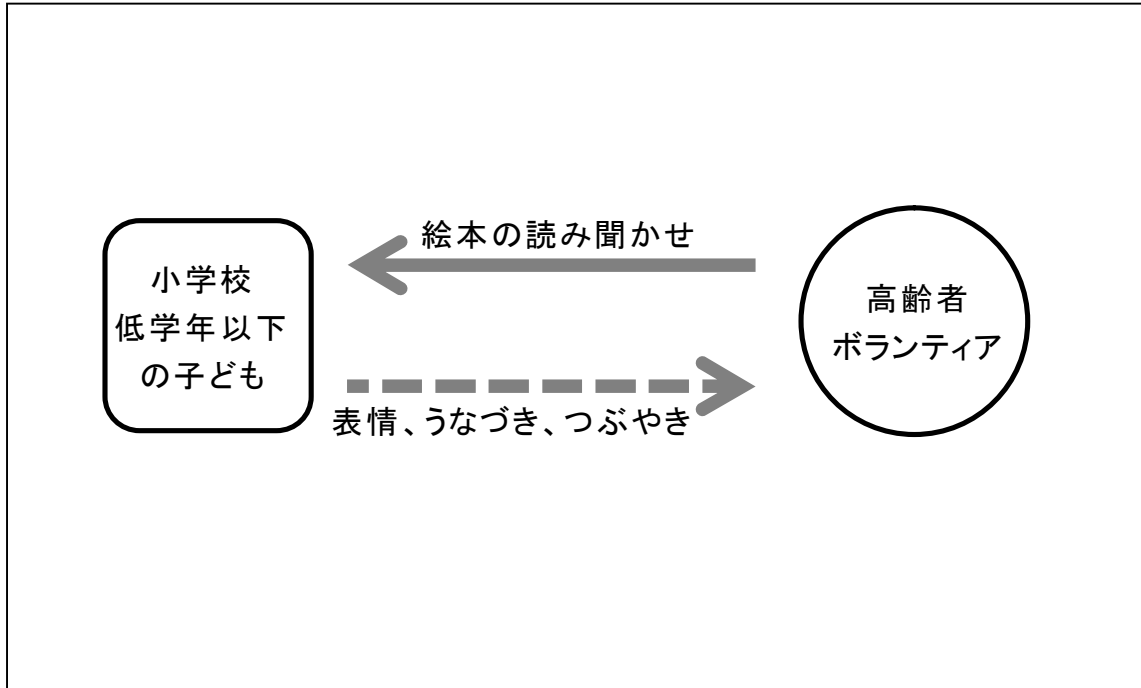 絵本の読み聞かせ
小学校
低学年以下
の子ども
高齢者
ボランティア
表情、うなづき、つぶやき